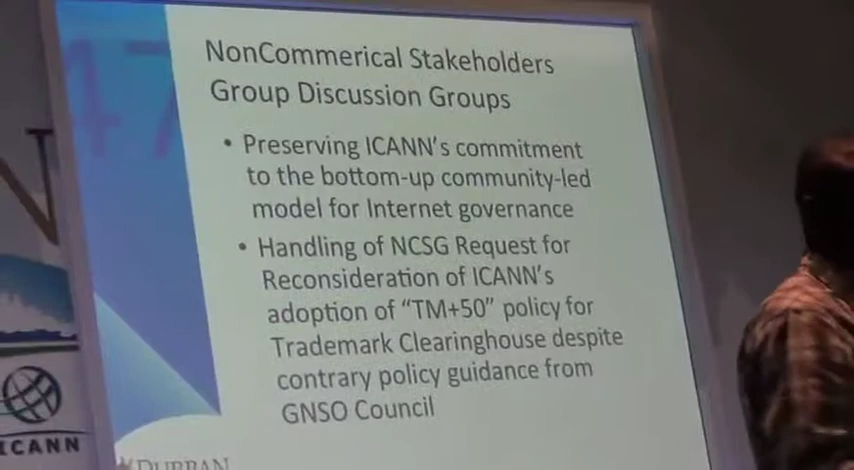 47
NonCommerical Stakeholders
Group Discussion Groups
• Preserving ICANN's commitment
to the bottom-up community-led
model for Internet governance
• Handling of NCSG Request for
Reconsideration of ICANN's
adoption of "TM+50" policy for
Trademark Clearinghouse despite
contrary policy guidance from
GNSO Council
DURBAN
ICANN